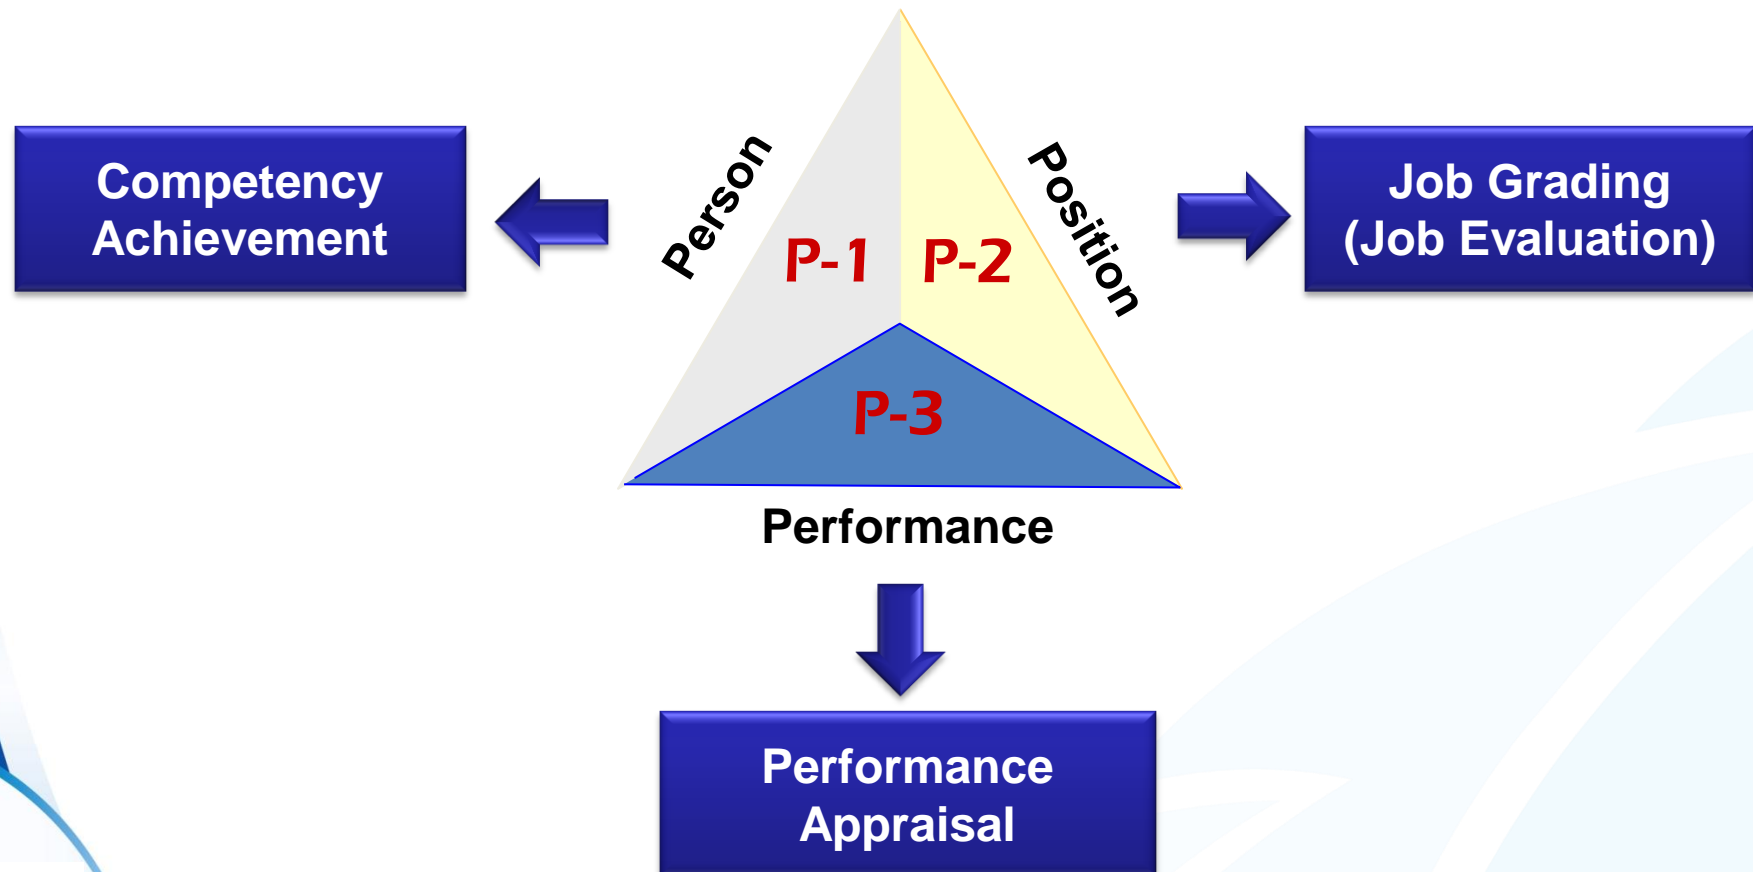 Competency
Achievement
Person
P-1
P-2
Position
Job Grading
(Job Evaluation)
P-3
Performance
Performance
Appraisal